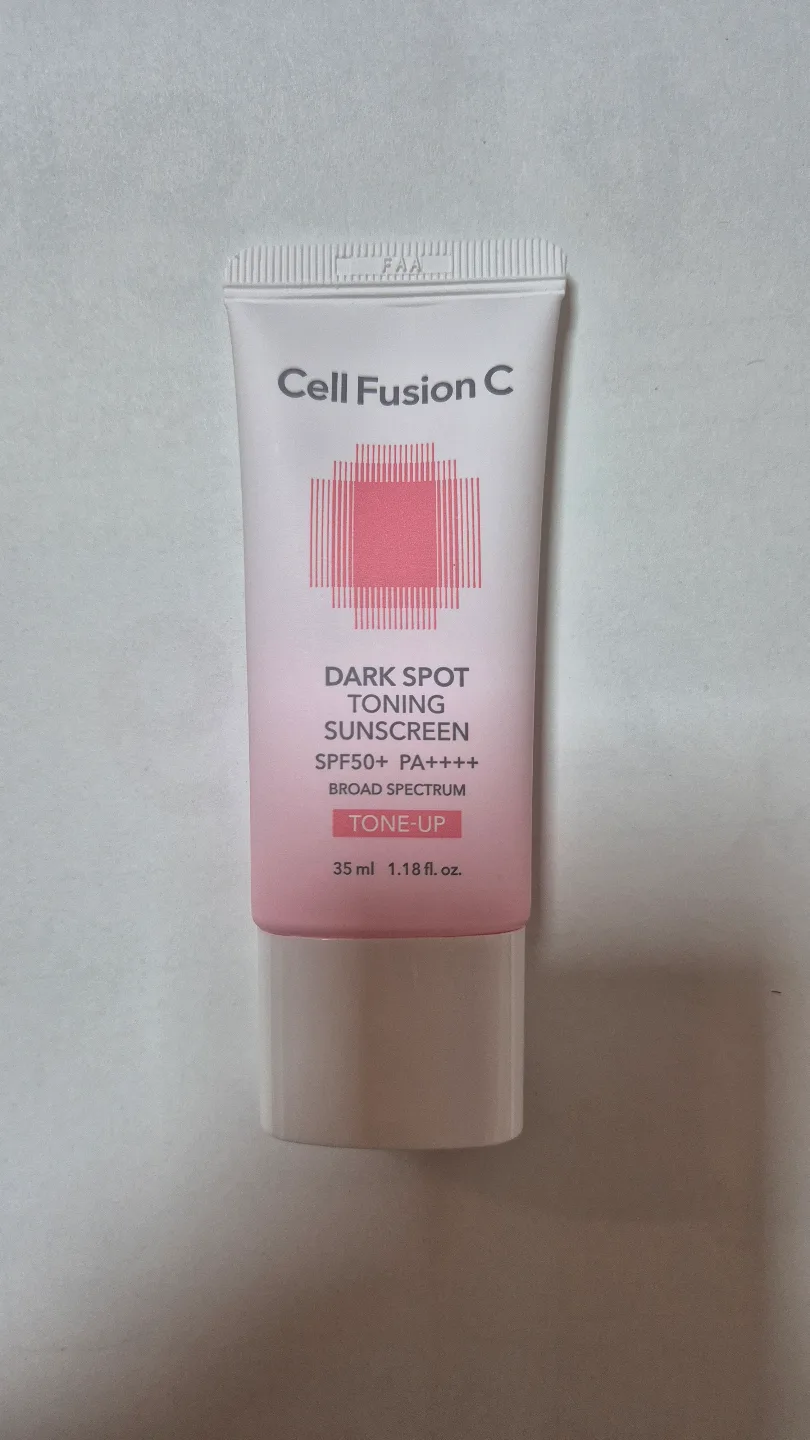 FAA
Cell Fusion C
DARK SPOT
TONING
SUNSCREEN
SPF50+ PA++++
BROAD SPECTRUM
TONE-UP
35 ml 1.18 fl. oz.